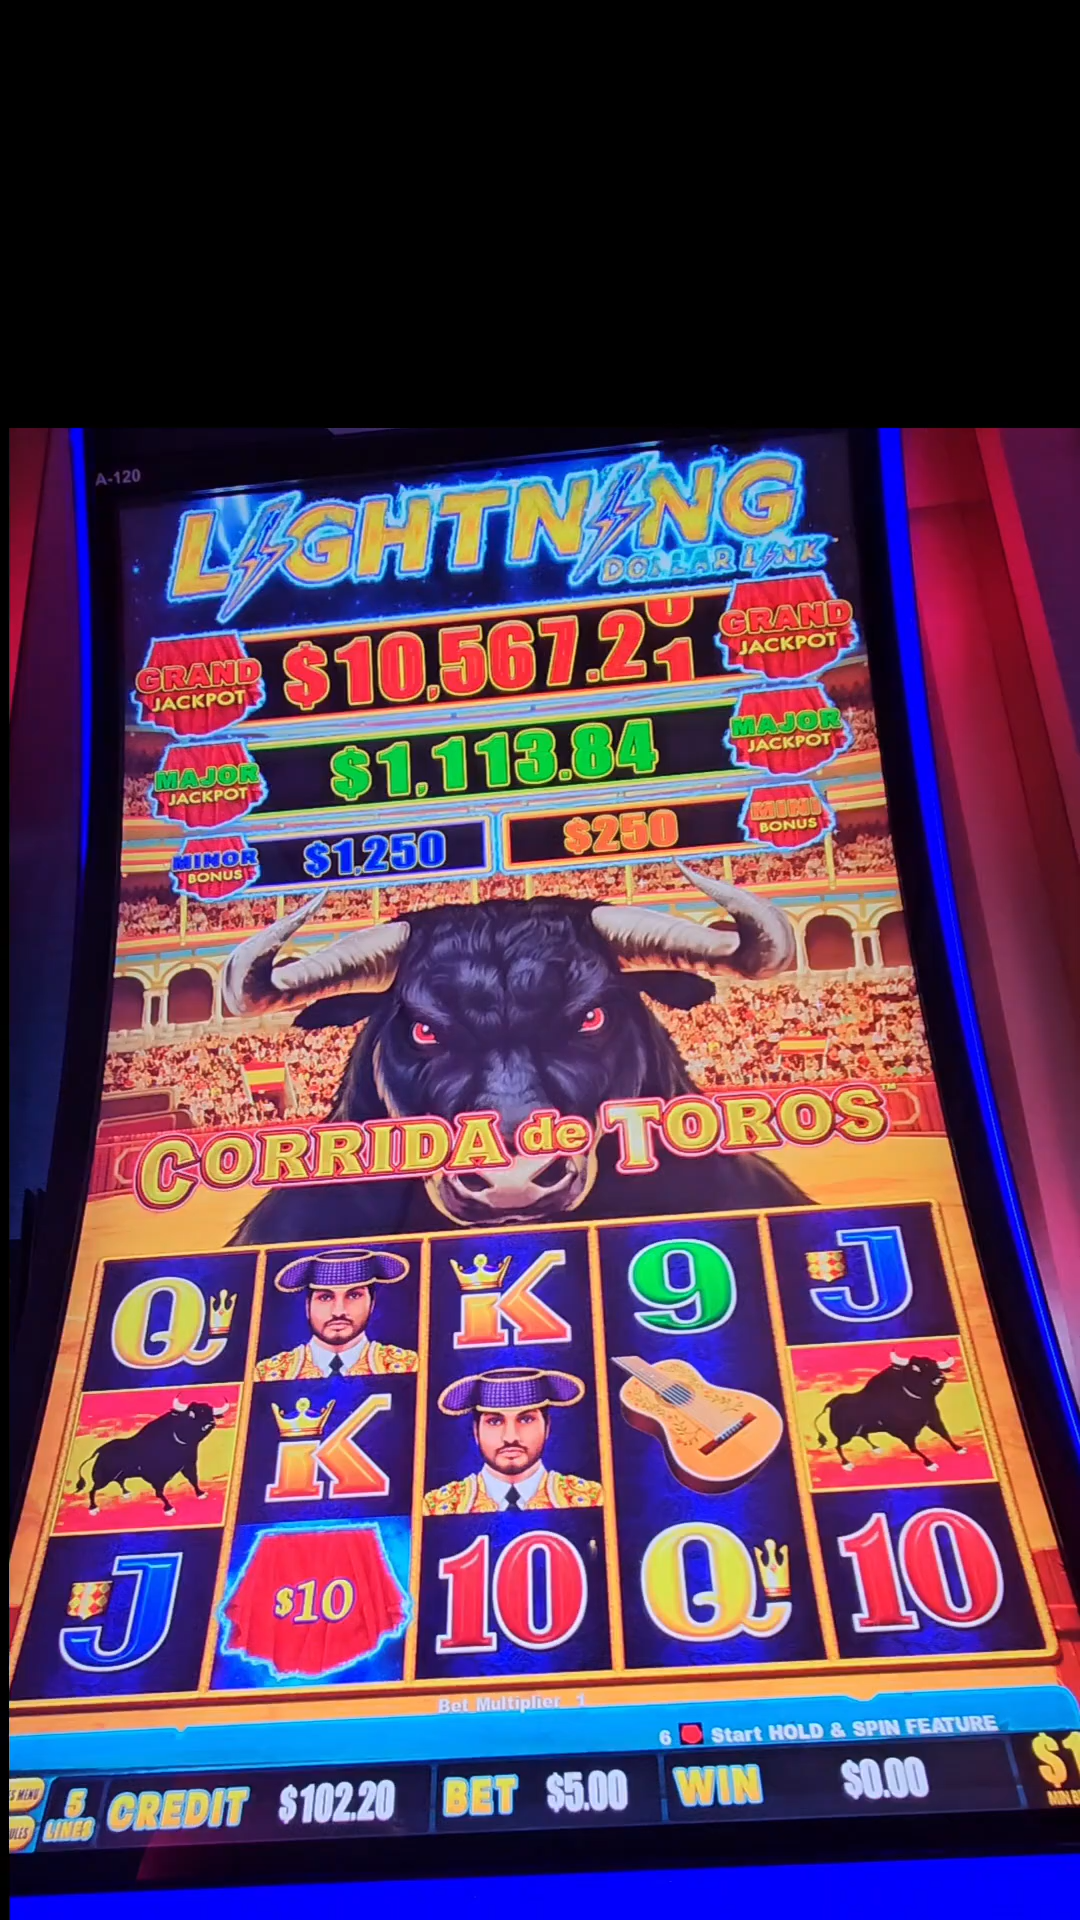 A-120
LIGHTNING
DOLLAR LINK
GRAND JACKPOT $10,567.2 GRAND JACKPOT
MAJOR JACKPOT $1,113.84 MAJOR JACKPOT
MINOR BONUS $1,250 $250 MINI BONUS
CORRIDA de TOROS™
Q K 9 J
K
J $10 10 Q 10
Bet Multiplier 1
6 Start HOLD & SPIN FEATURE
5 LINES CREDIT $102.20 BET $5.00 WIN $0.00